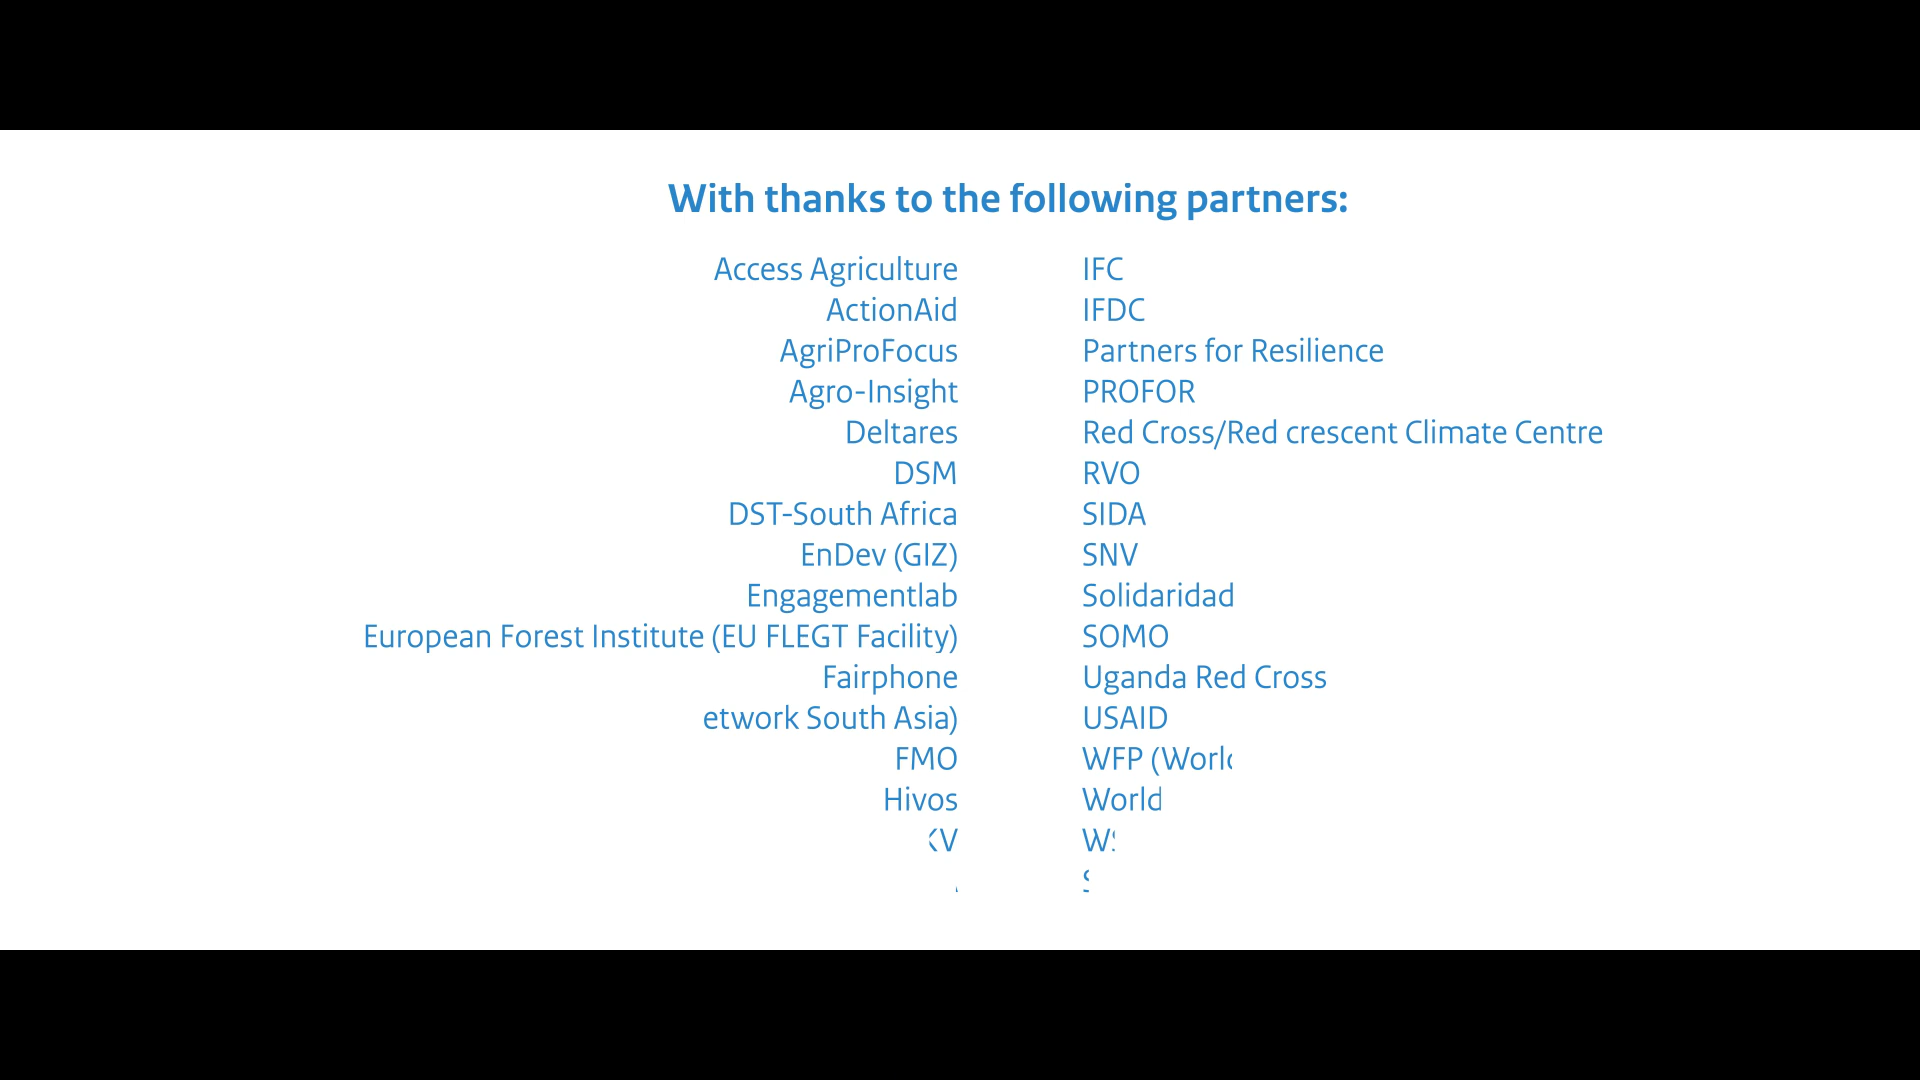 With thanks to the following partners:
Access Agriculture
ActionAid
AgriProFocus
Agro-Insight
Deltares
DSM
DST-South Africa
EnDev (GIZ)
Engagementlab
European Forest Institute (EU FLEGT Facility)
Fairphone
South Asia)
FMO
Hivos
IFC
IFDC
Partners for Resilience
PROFOR
Red Cross/Red crescent Climate Centre
RVO
SIDA
SNV
Solidaridad
SOMO
Uganda Red Cross
USAID
WFP
World